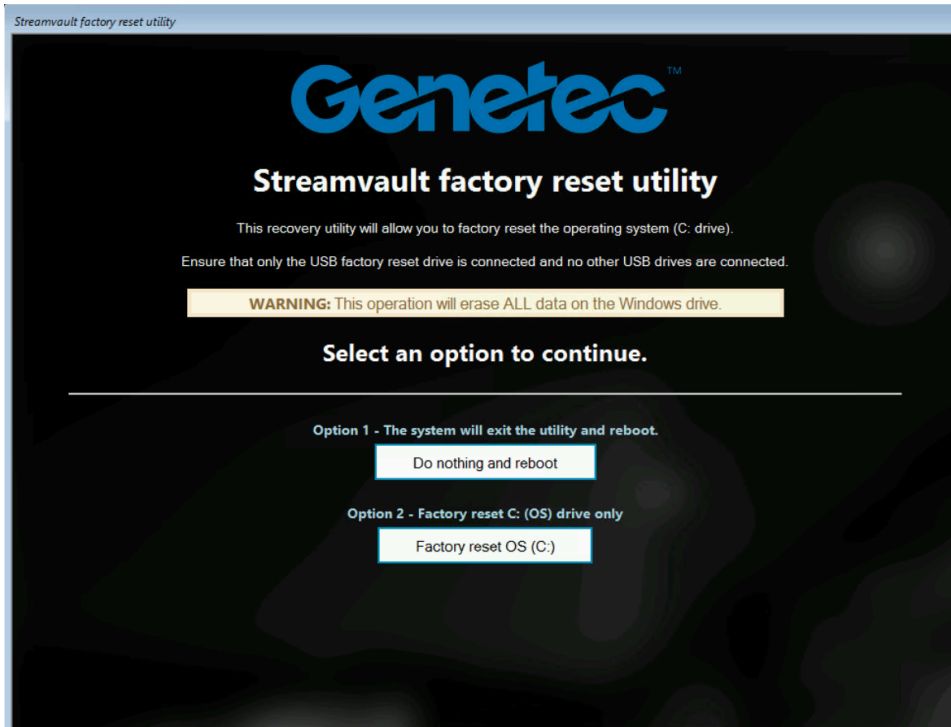 Streamvault factory reset utility
Genetec™
Streamvault factory reset utility
This recovery utility will allow you to factory reset the operating system (C: drive).
Ensure that only the USB factory reset drive is connected and no other USB drives are connected.
WARNING: This operation will erase ALL data on the Windows drive.
Select an option to continue.
Option 1 - The system will exit the utility and reboot.
Do nothing and reboot
Option 2 - Factory reset C: (OS) drive only
Factory reset OS (C:)